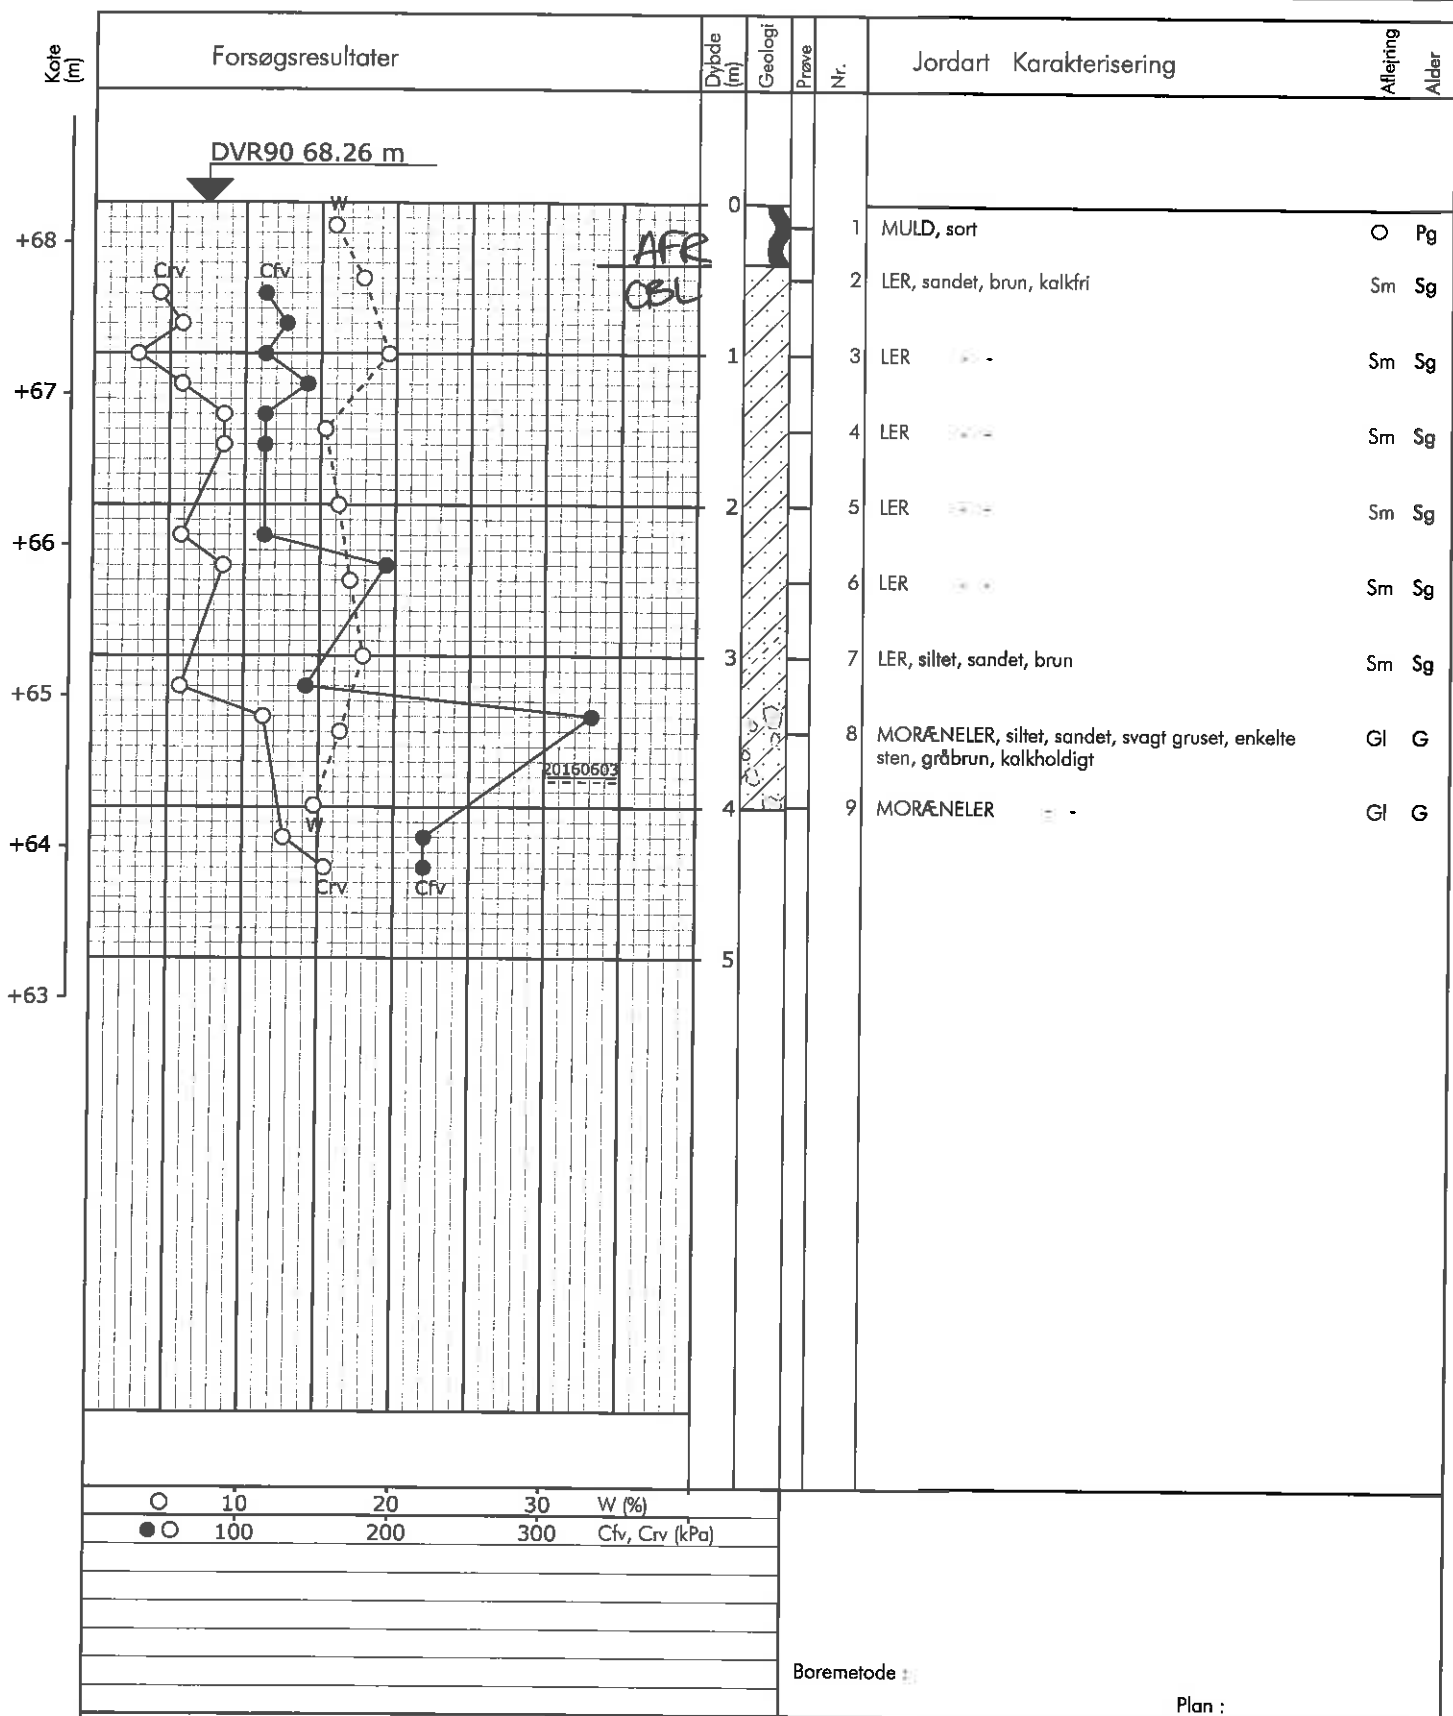 Kote (m)
Forsøgsresultater
Dybde (m)
Geologi
Prøve
Nr.
Jordart Karakterisering
Aflejring
Alder
DVR90 68.26 m
W
0
+68
AFR
1 MULD, sort O Pg
Crv Cfv
OBL
2 LER, sandet, brun, kalkfri Sm Sg
1
3 LER - - Sm Sg
+67
4 LER - - Sm Sg
2
5 LER - - Sm Sg
+66
6 LER - - Sm Sg
3
7 LER, siltet, sandet, brun Sm Sg
+65
8 MORÆNELER, siltet, sandet, svagt gruset, enkelte Gl G
sten, gråbrun, kalkholdigt
20160603
4
9 MORÆNELER - - Gl G
W
+64
Crv Cfv
5
+63
10 20 30 W (%)
100 200 300 Cfv, Crv (kPa)
Boremetode :
Plan :